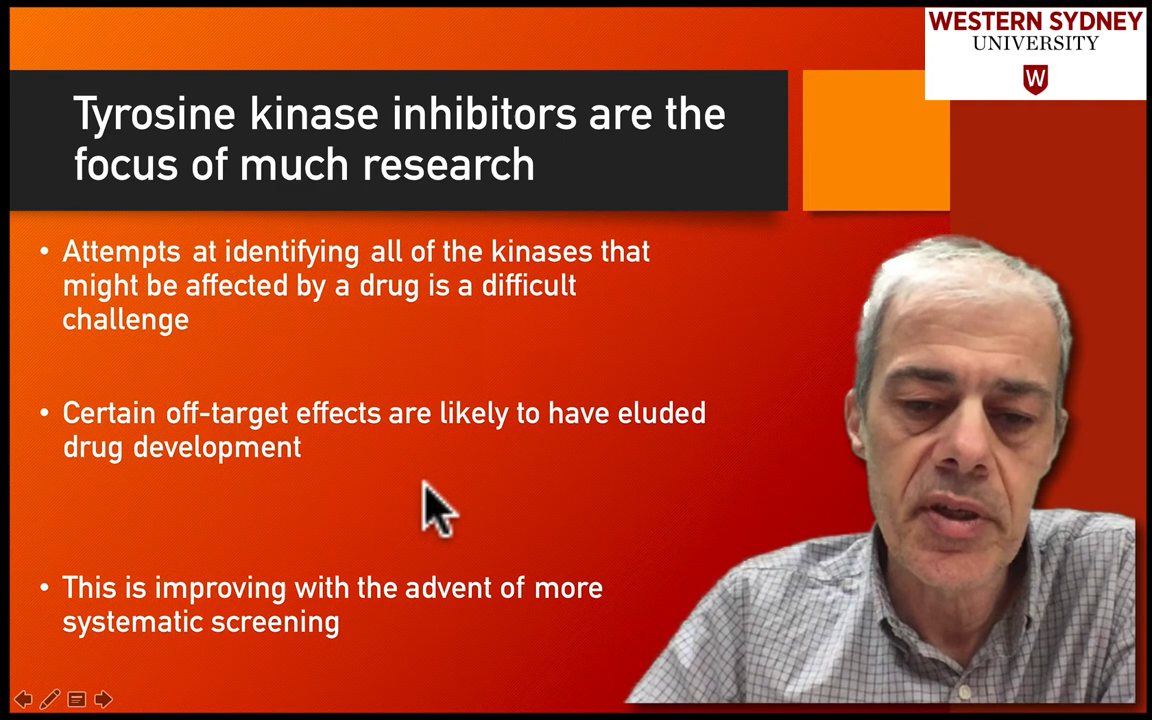 WESTERN SYDNEY
UNIVERSITY
W
Tyrosine kinase inhibitors are the
focus of much research
• Attempts at identifying all of the kinases that
might be affected by a drug is a difficult
challenge
• Certain off-target effects are likely to have eluded
drug development
• This is improving with the advent of more
systematic screening